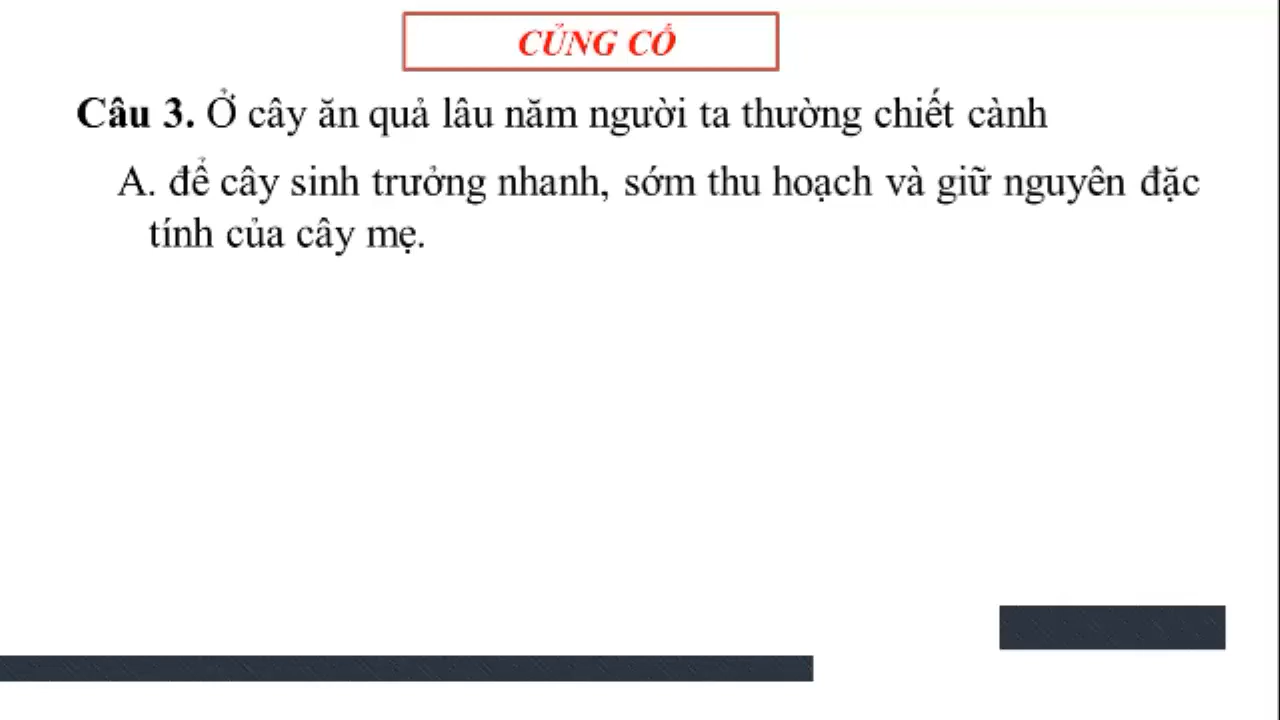 CỦNG CỐ
Câu 3. Ở cây ăn quả lâu năm người ta thường chiết cành
A. để cây sinh trưởng nhanh, sớm thu hoạch và giữ nguyên đặc
tính của cây mẹ.